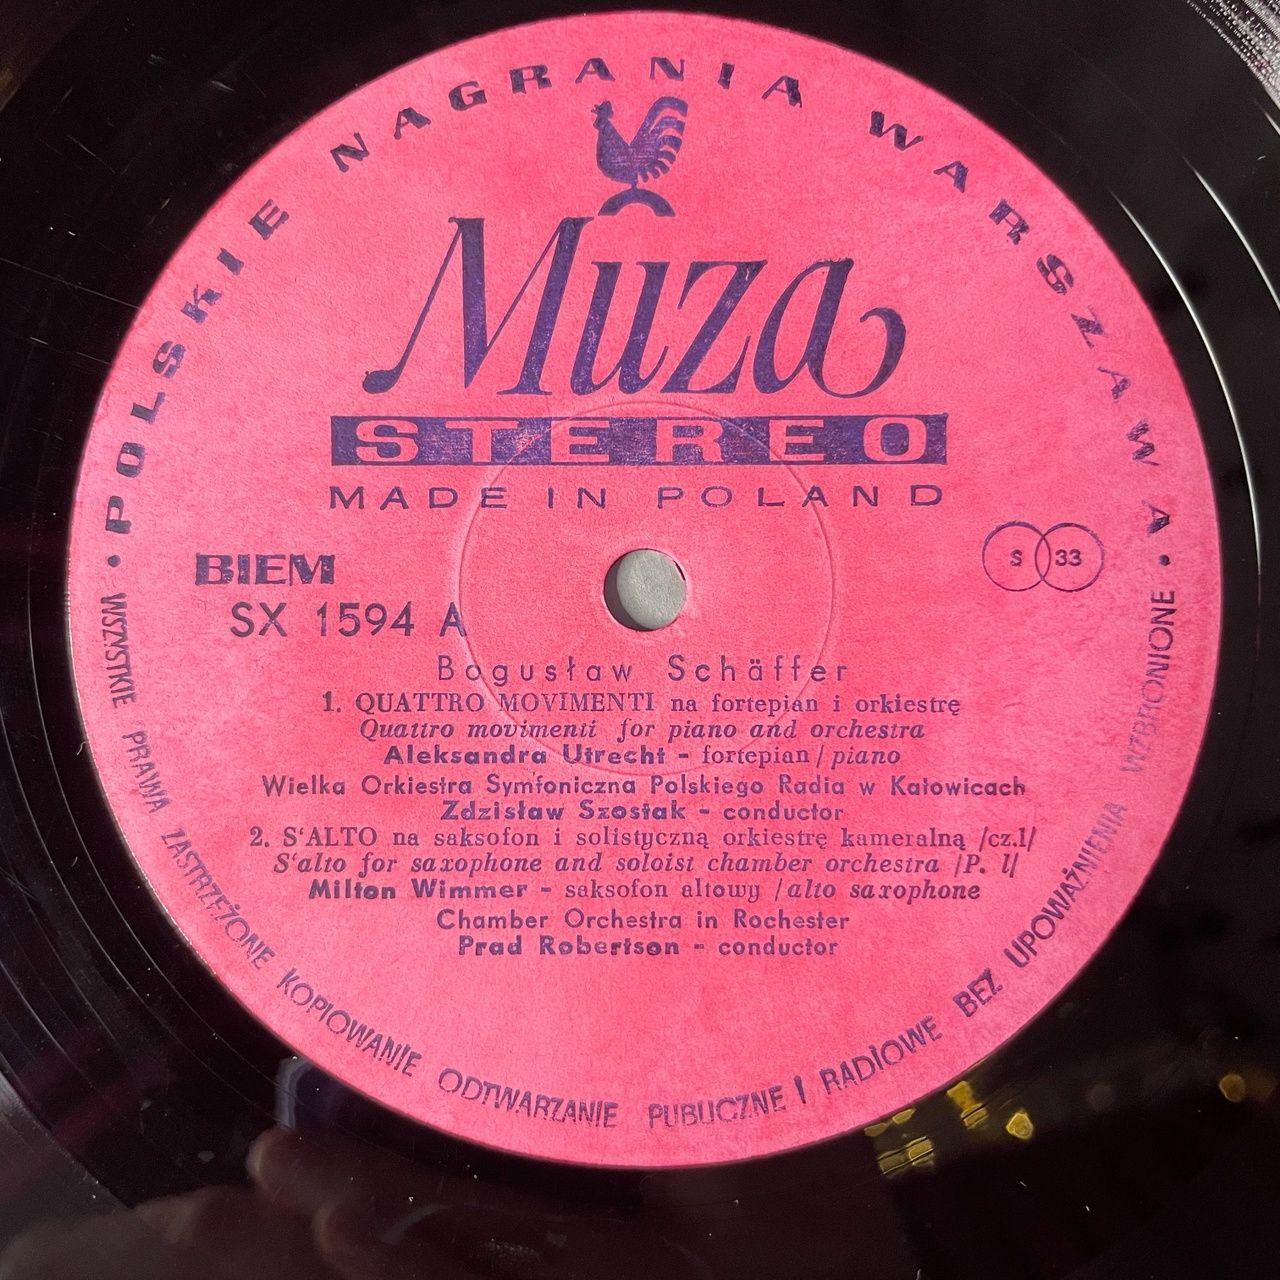 • POLSKIE NAGRANIA WARSZAWA •
Muza
STEREO
MADE IN POLAND
BIEM
S 33
SX 1594 A
Bogusław Schäffer
1. QUATTRO MOVIMENTI na fortepian i orkiestrę
Quattro movimenti for piano and orchestra
Aleksandra Utrecht - fortepian / piano
Wielka Orkiestra Symfoniczna Polskiego Radia w Katowicach
Zdzisław Szostak - conductor
2. S'ALTO na saksofon i solistyczną orkiestrę kameralną /cz.1/
S'alto for saxophone and soloist chamber orchestra /P. 1/
Milton Wimmer - saksofon altowy / alto saxophone
Chamber Orchestra in Rochester
Prad Robertson - conductor
WSZYSTKIE PRAWA ZASTRZEŻONE KOPIOWANIE ODTWARZANIE PUBLICZNE I RADIOWE BEZ UPOWAŻNIENIA WZBRONIONE